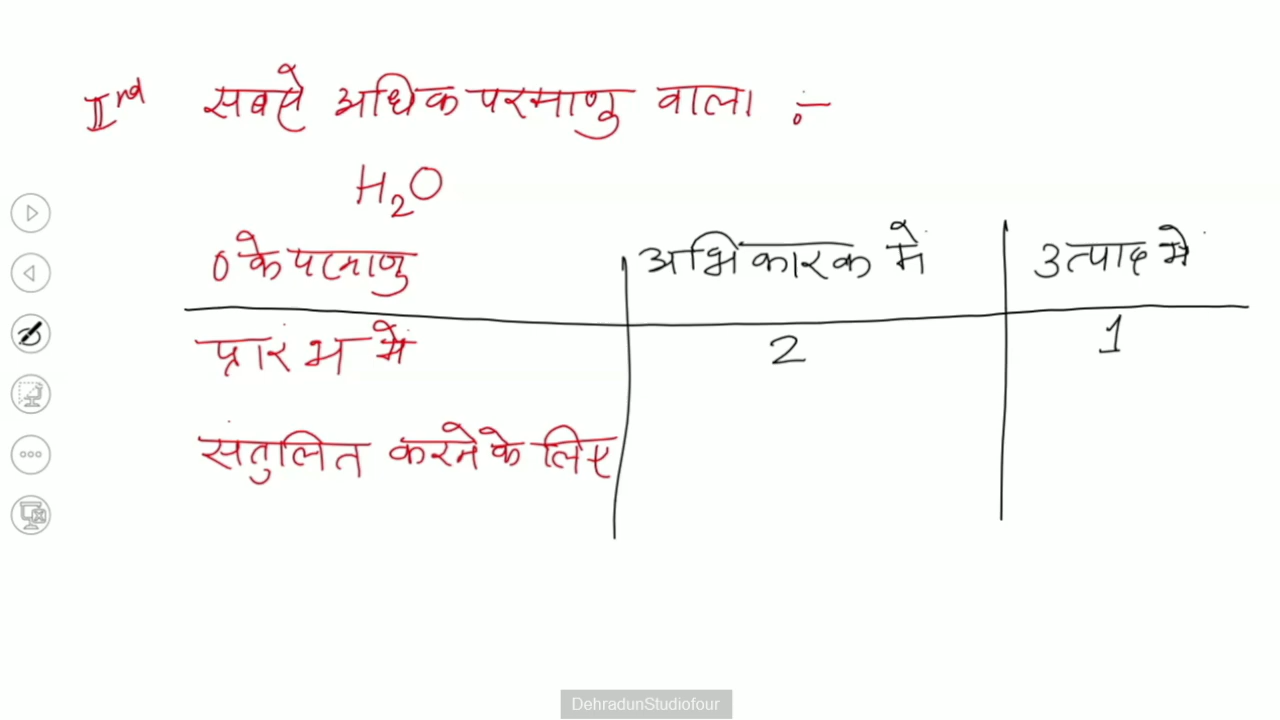 IInd सबसे अधिक परमाणु वाला :-
H2O
O के परमाणु अभिकारक में उत्पाद में
प्रारंभ में 2 1
संतुलित करने के लिए
DehradunStudiofour